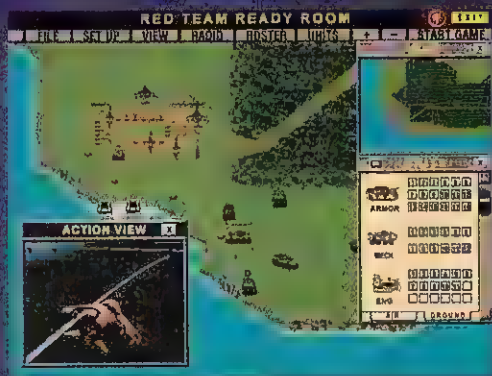 RED TEAM READY ROOM
EXIT
FILE SET UP VIEW RADIO ROSTER UNITS + - START GAME
ACTION VIEW X
ARMOR
MECH
ENG
AIR GROUND